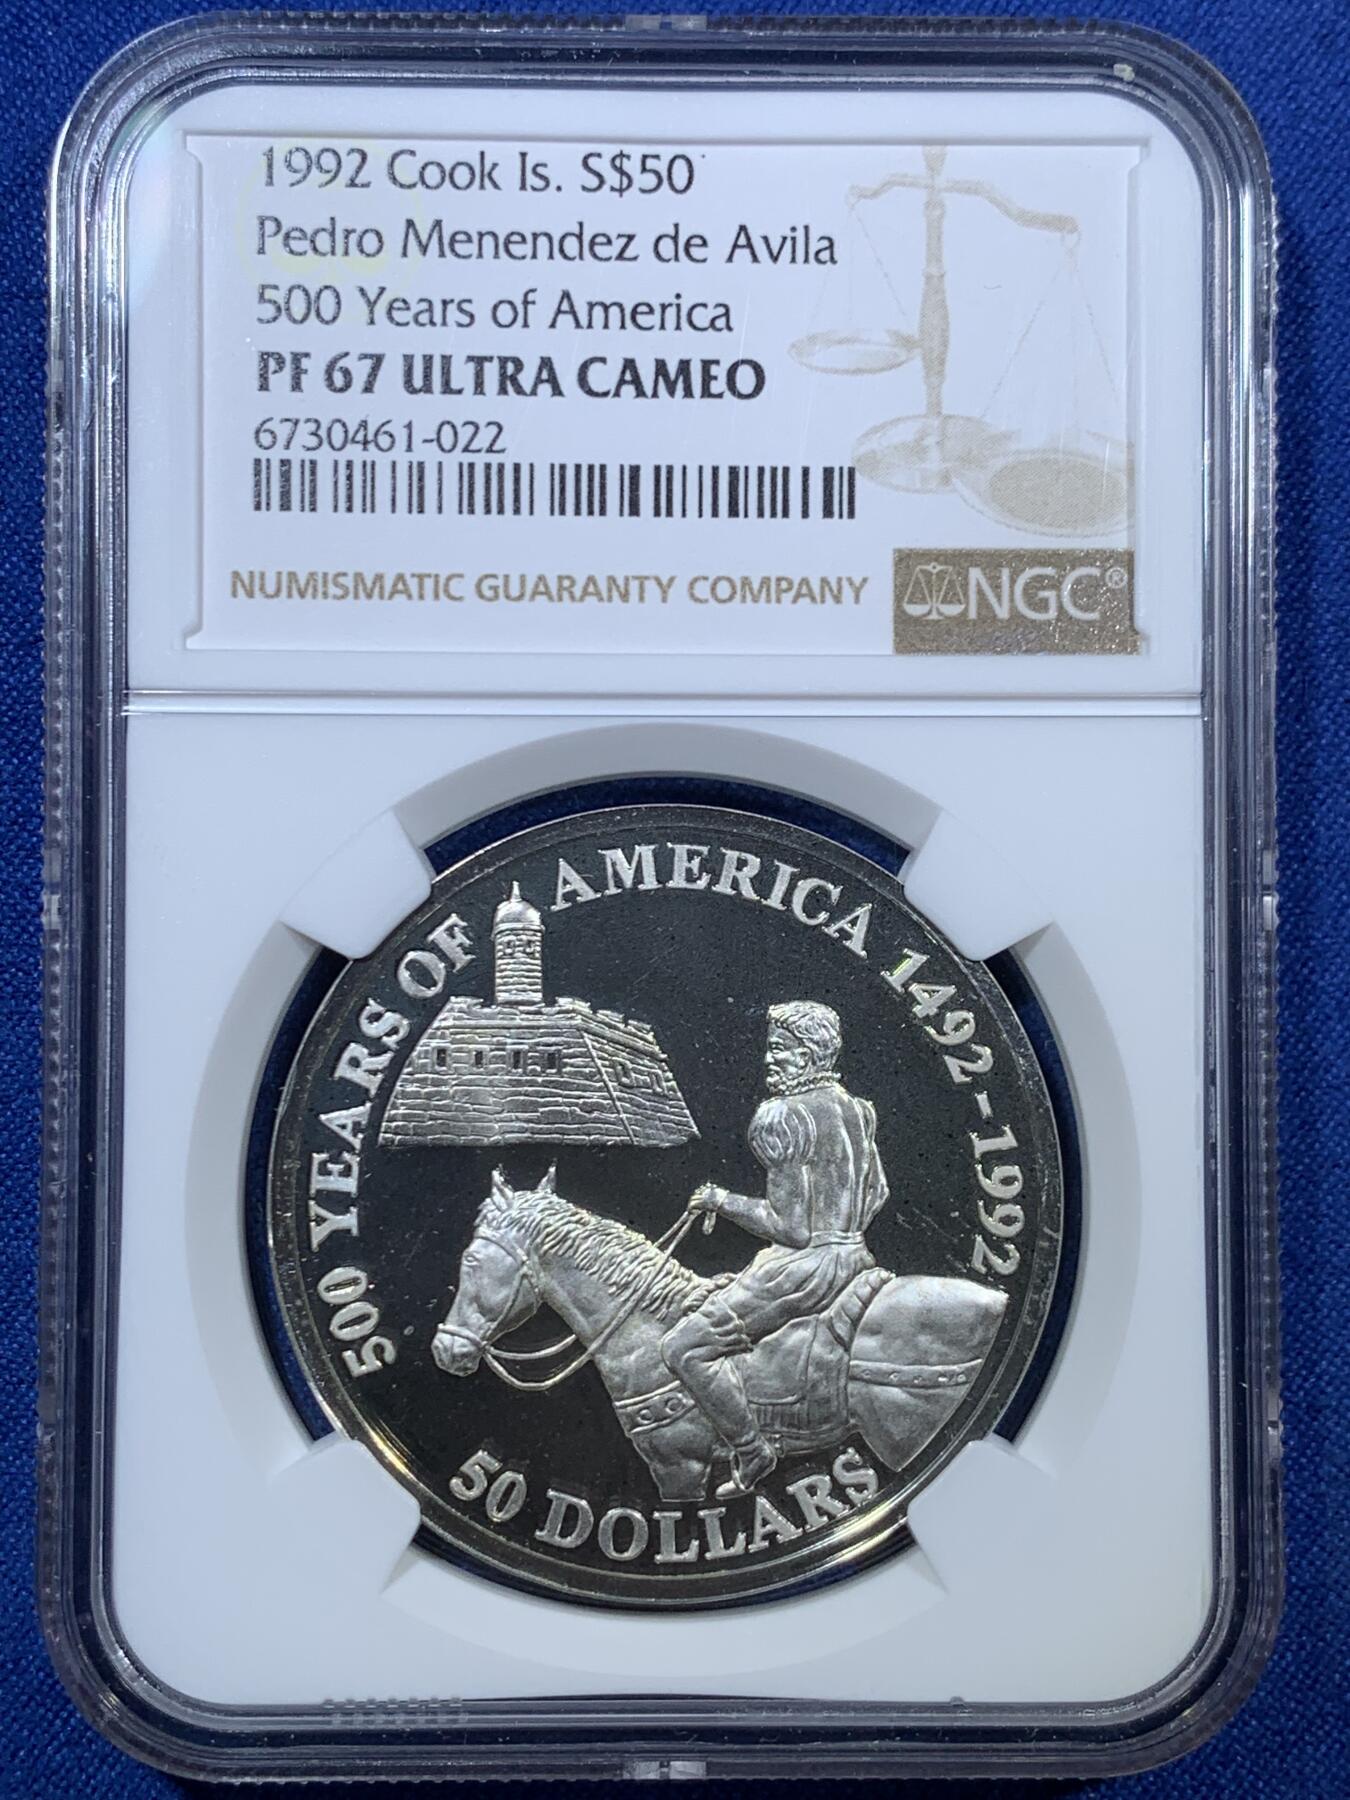 1992 Cook Is. S$50
Pedro Menendez de Avila
500 Years of America
PF 67 ULTRA CAMEO
6730461-022
NUMISMATIC GUARANTY COMPANY
NGC®
500 YEARS OF AMERICA 1492-1992
50 DOLLARS